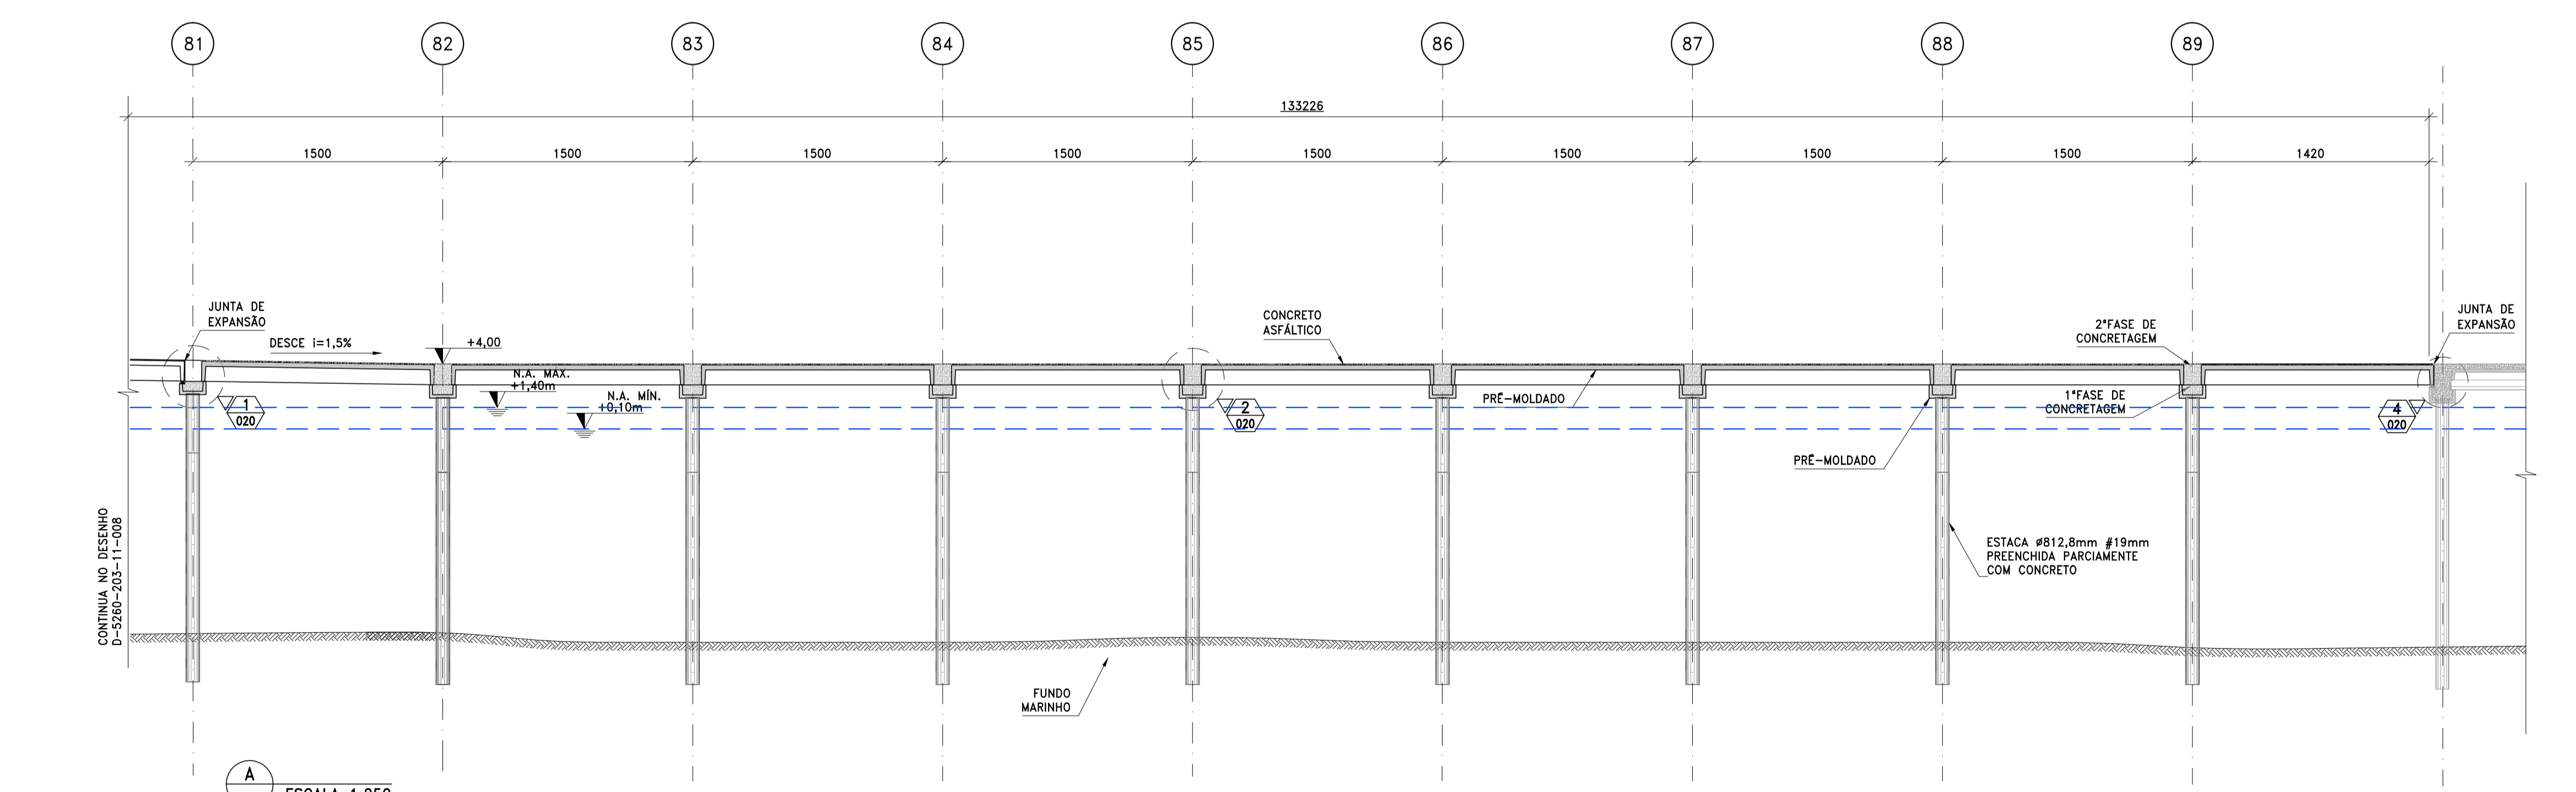 81 82 83 84 85 86 87 88 89
133226
1500 1500 1500 1500 1500 1500 1500 1500 1420
JUNTA DE
EXPANSÃO
DESCE i=1,5%
+4,00
N.A. MÁX.
+1,40m
N.A. MÍN.
+0,10m
1
020
CONCRETO
ASFÁLTICO
2
020
PRÉ-MOLDADO
2ªFASE DE
CONCRETAGEM
1ªFASE DE
CONCRETAGEM
PRÉ-MOLDADO
JUNTA DE
EXPANSÃO
4
020
ESTACA ø812,8mm #19mm
PREENCHIDA PARCIAMENTE
COM CONCRETO
CONTINUA NO DESENHO
D-5260-203-11-008
FUNDO
MARINHO
A